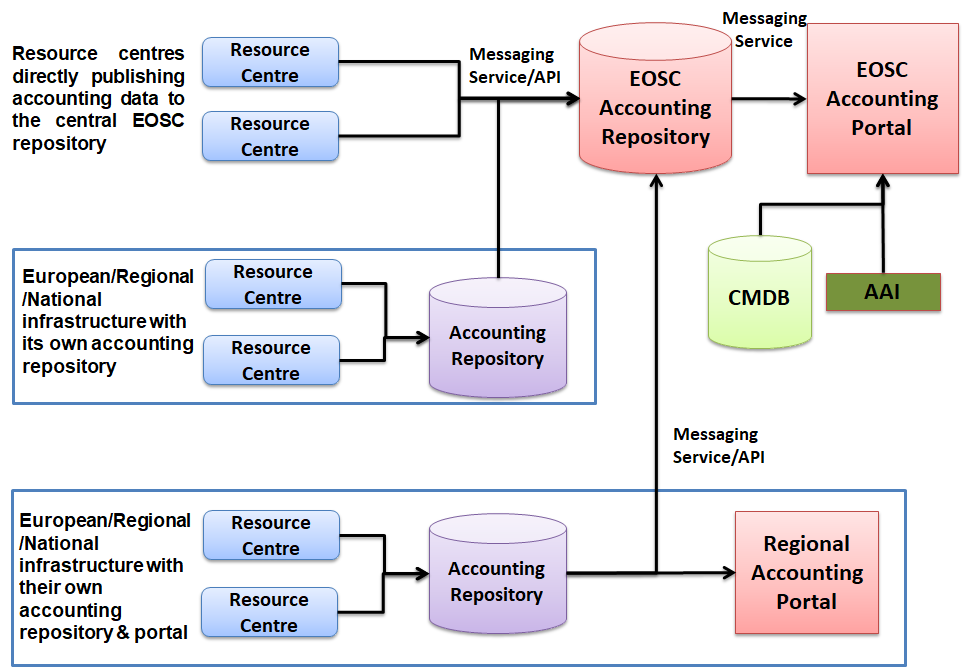 Resource centres
directly publishing
accounting data to
the central EOSC
repository
Resource
Centre
Resource
Centre
Messaging
Service/API
EOSC
Accounting
Repository
Messaging
Service
EOSC
Accounting
Portal
CMDB
AAI
European/Regional
/National
infrastructure with
its own accounting
repository
Resource
Centre
Resource
Centre
Accounting
Repository
Messaging
Service/API
European/Regional
/National
infrastructure with
their own
accounting
repository & portal
Resource
Centre
Resource
Centre
Accounting
Repository
Regional
Accounting
Portal